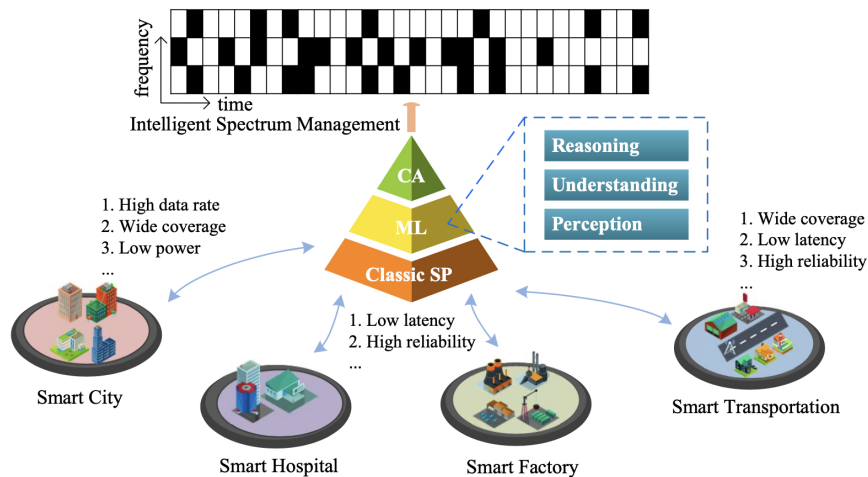 frequency
time
Intelligent Spectrum Management
CA
ML
Classic SP
Reasoning
Understanding
Perception
1. High data rate
2. Wide coverage
3. Low power
...
1. Wide coverage
2. Low latency
3. High reliability
...
1. Low latency
2. High reliability
...
Smart City
Smart Hospital
Smart Factory
Smart Transportation